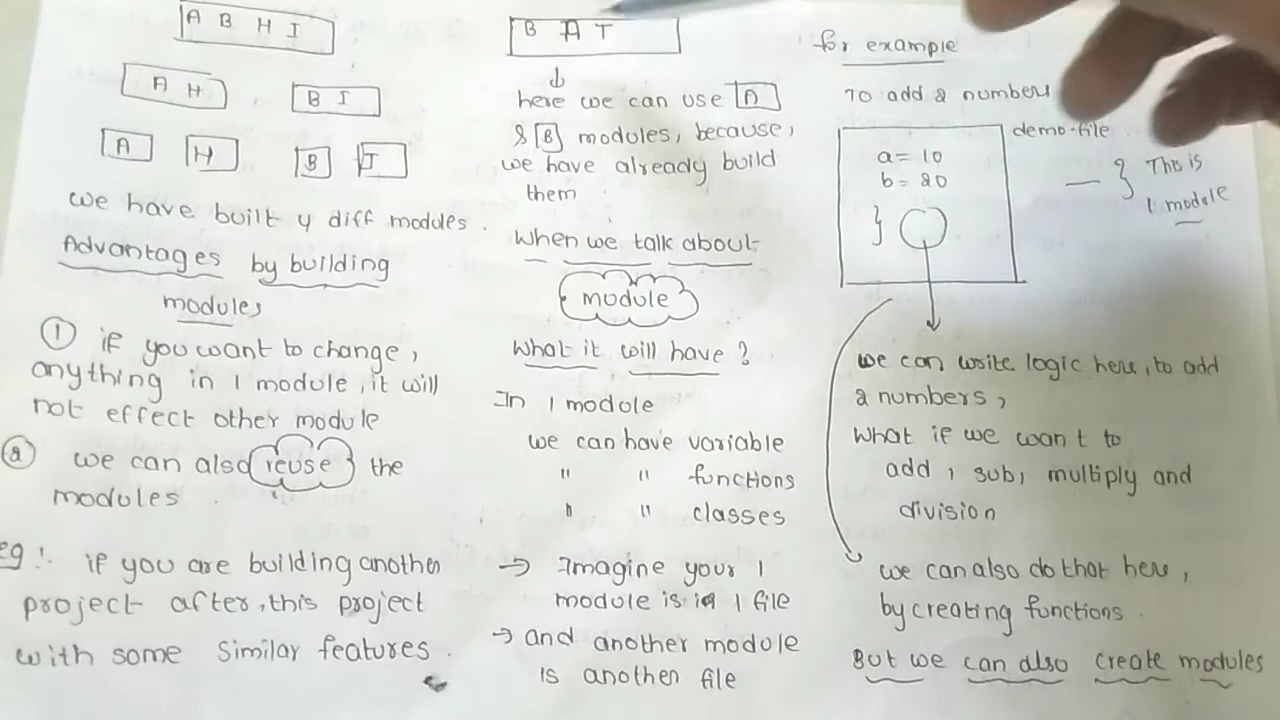 A B H I
A H
B I
A
H
B
I
we have built 4 diff modules.
Advantages by building
modules
① if you want to change,
anything in 1 module, it will
not effect other module
② we can also reuse the
modules
eg: if you are building another
project after, this project
with some similar features.
B A T
here we can use A
& B modules, because,
we have already build
them
when we talk about
module
what it will have?
In 1 module
we can have variable
" " functions
" " classes
→ Imagine your 1
module is in 1 file
→ and another module
is another file
for example
To add 2 numbers
demo-file
a = 10
b = 20
} This is
1 module
we can write logic here, to add
2 numbers,
what if we want to
add, sub, multiply and
division
we can also do that here,
by creating functions.
But we can also create modules